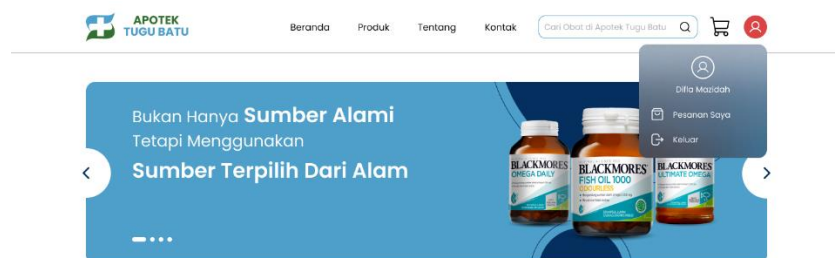 APOTEK
TUGU BATU
Beranda Produk Tentang Kontak
Cari Obat di Apotek Tugu Batu
Difla Mazidah
Pesanan Saya
Keluar
Bukan Hanya Sumber Alami
Tetapi Menggunakan
Sumber Terpilih Dari Alam
BLACKMORES
OMEGA DAILY
BLACKMORES
FISH OIL 1000
ODOURLESS
BLACKMORES
ULTIMATE OMEGA